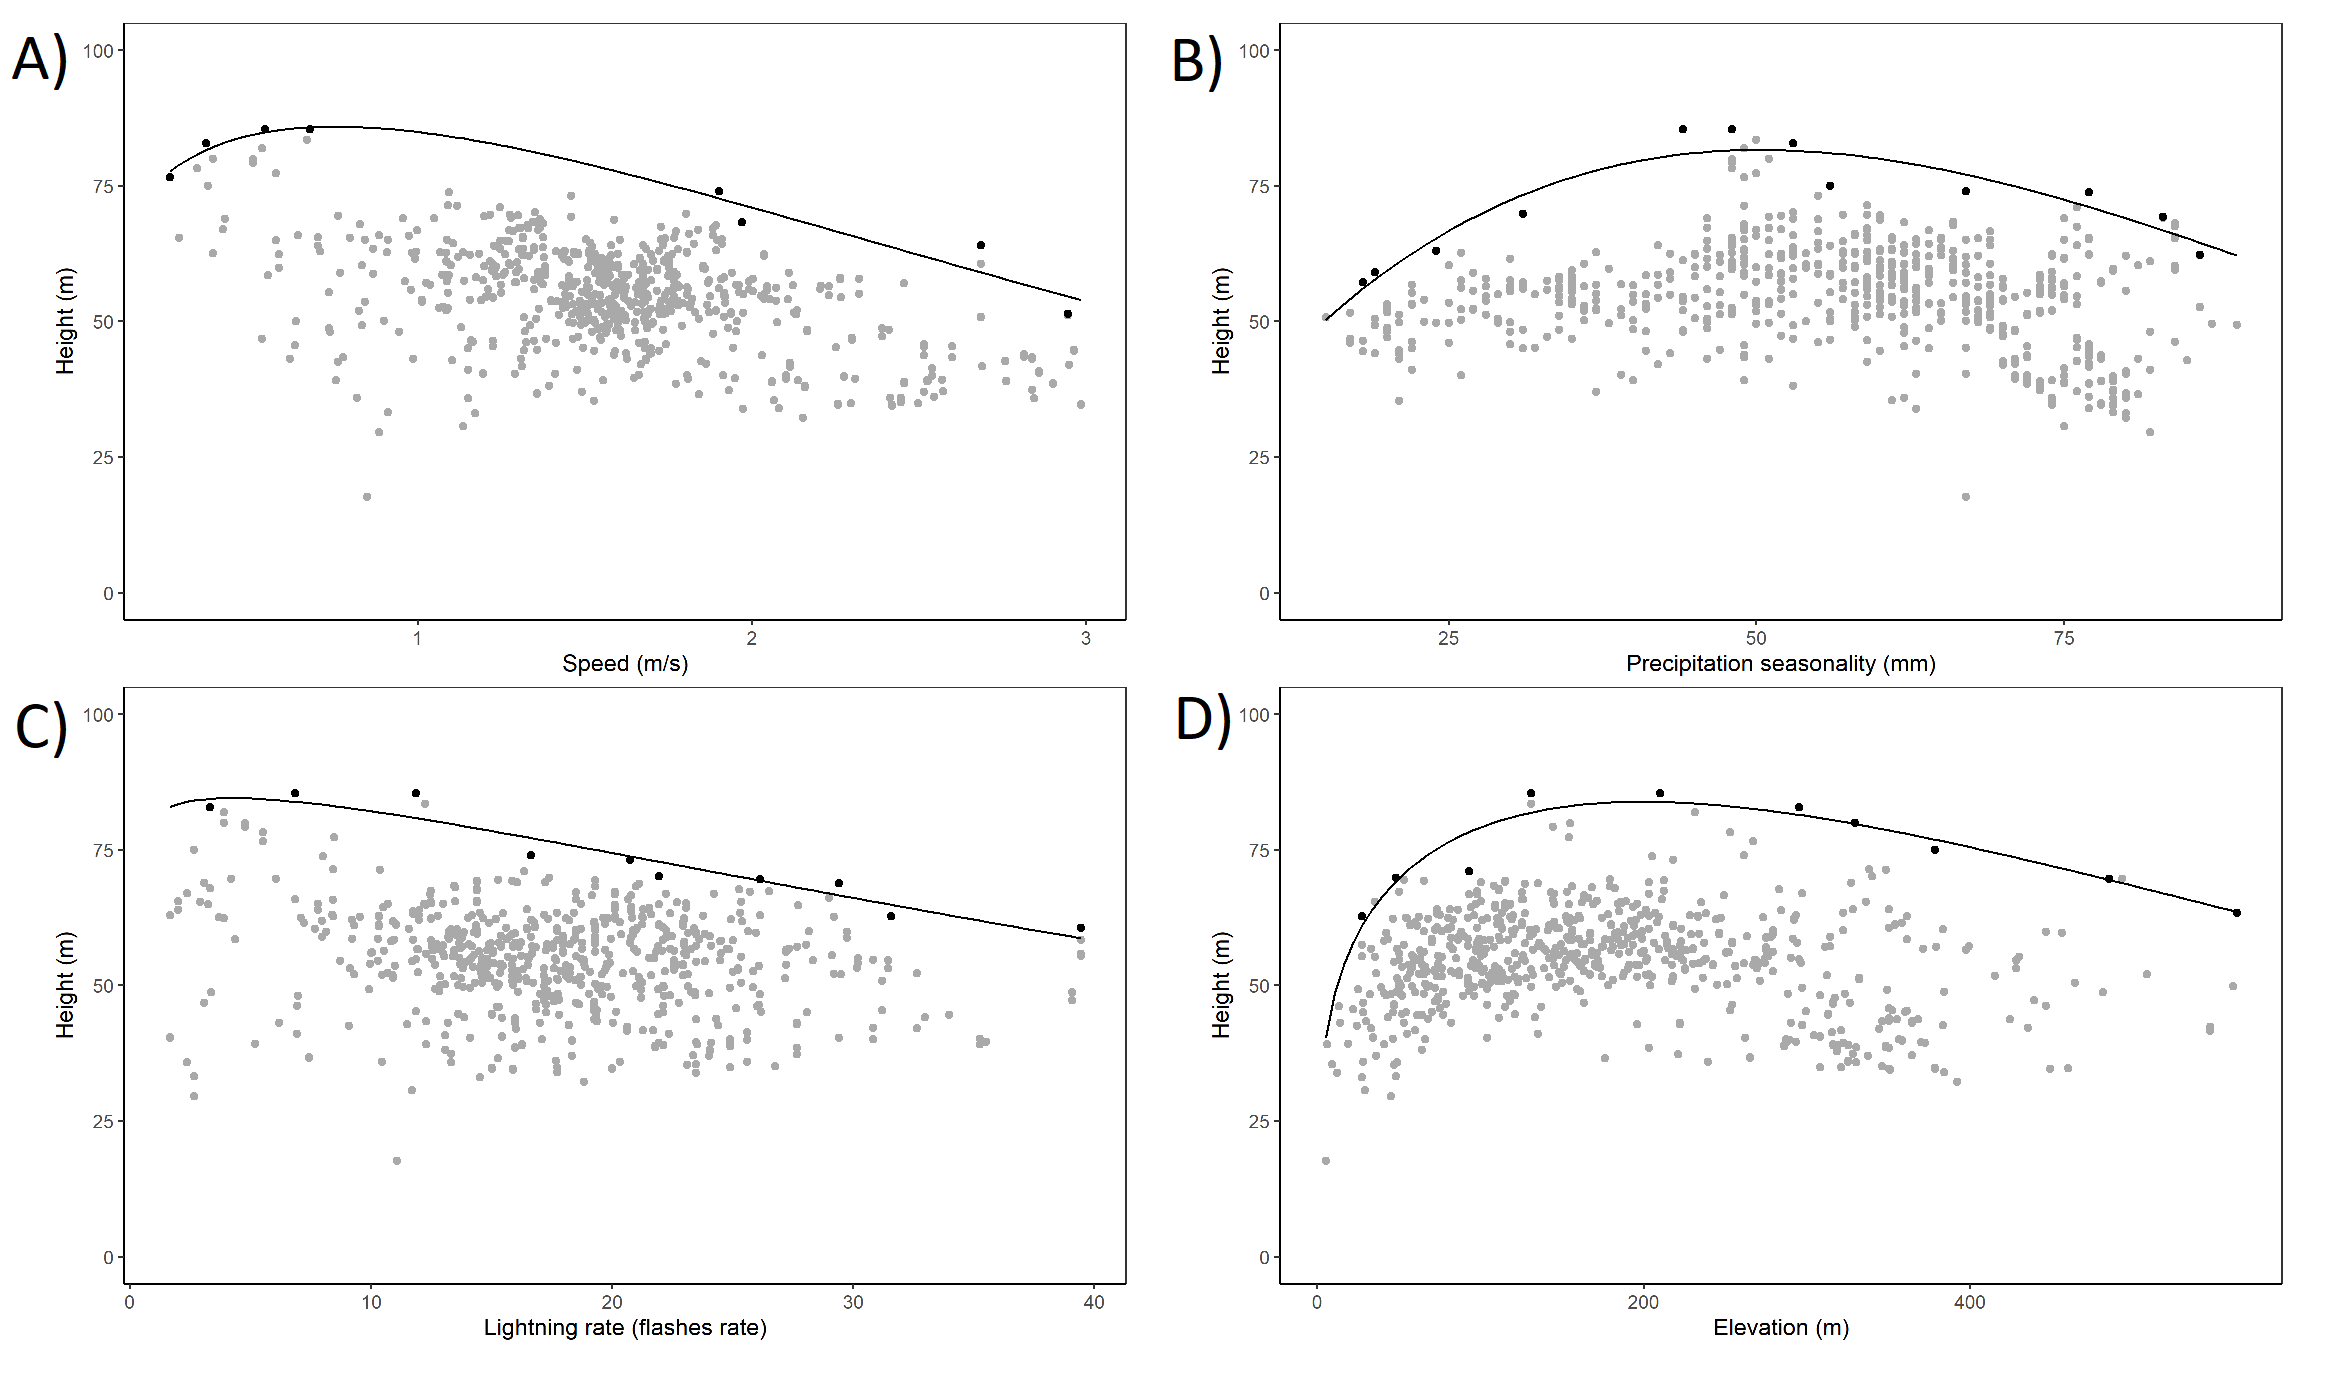 A)
100
75
50
25
0
Height (m)
1 2 3
Speed (m/s)
B)
100
75
50
25
0
Height (m)
25 50 75
Precipitation seasonality (mm)
C)
100
75
50
25
0
Height (m)
0 10 20 30 40
Lightning rate (flashes rate)
D)
100
75
50
25
0
Height (m)
0 200 400
Elevation (m)